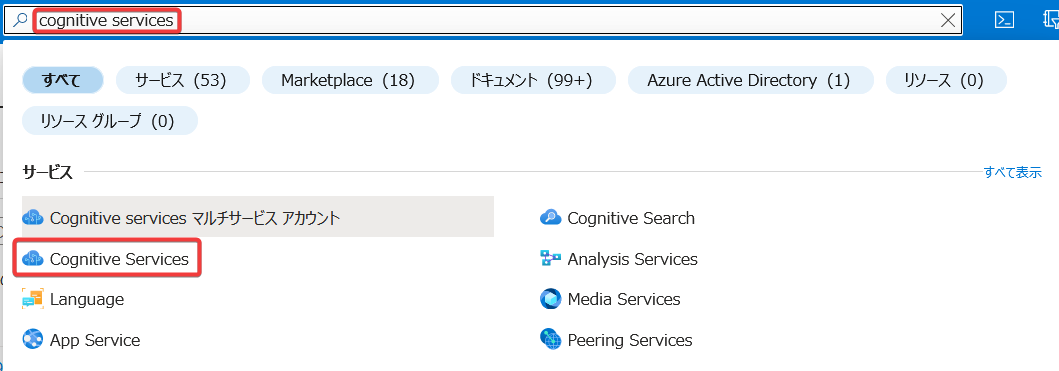 cognitive services
すべて
サービス (53)
Marketplace (18)
ドキュメント (99+)
Azure Active Directory (1)
リソース (0)
リソース グループ (0)
サービス
すべて表示
Cognitive services マルチサービス アカウント
Cognitive Search
Cognitive Services
Analysis Services
Language
Media Services
App Service
Peering Services